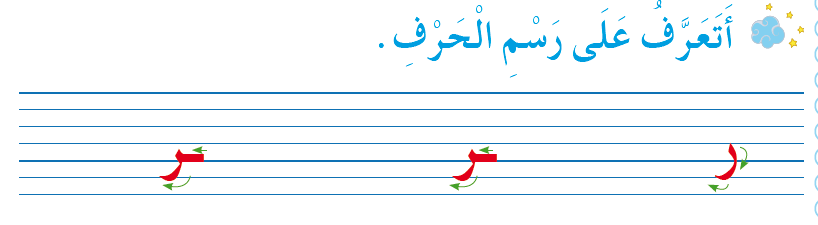 أَتَعَرَّفُ عَلَى رَسْمِ الْحَرْفِ .
ر ـر ـر